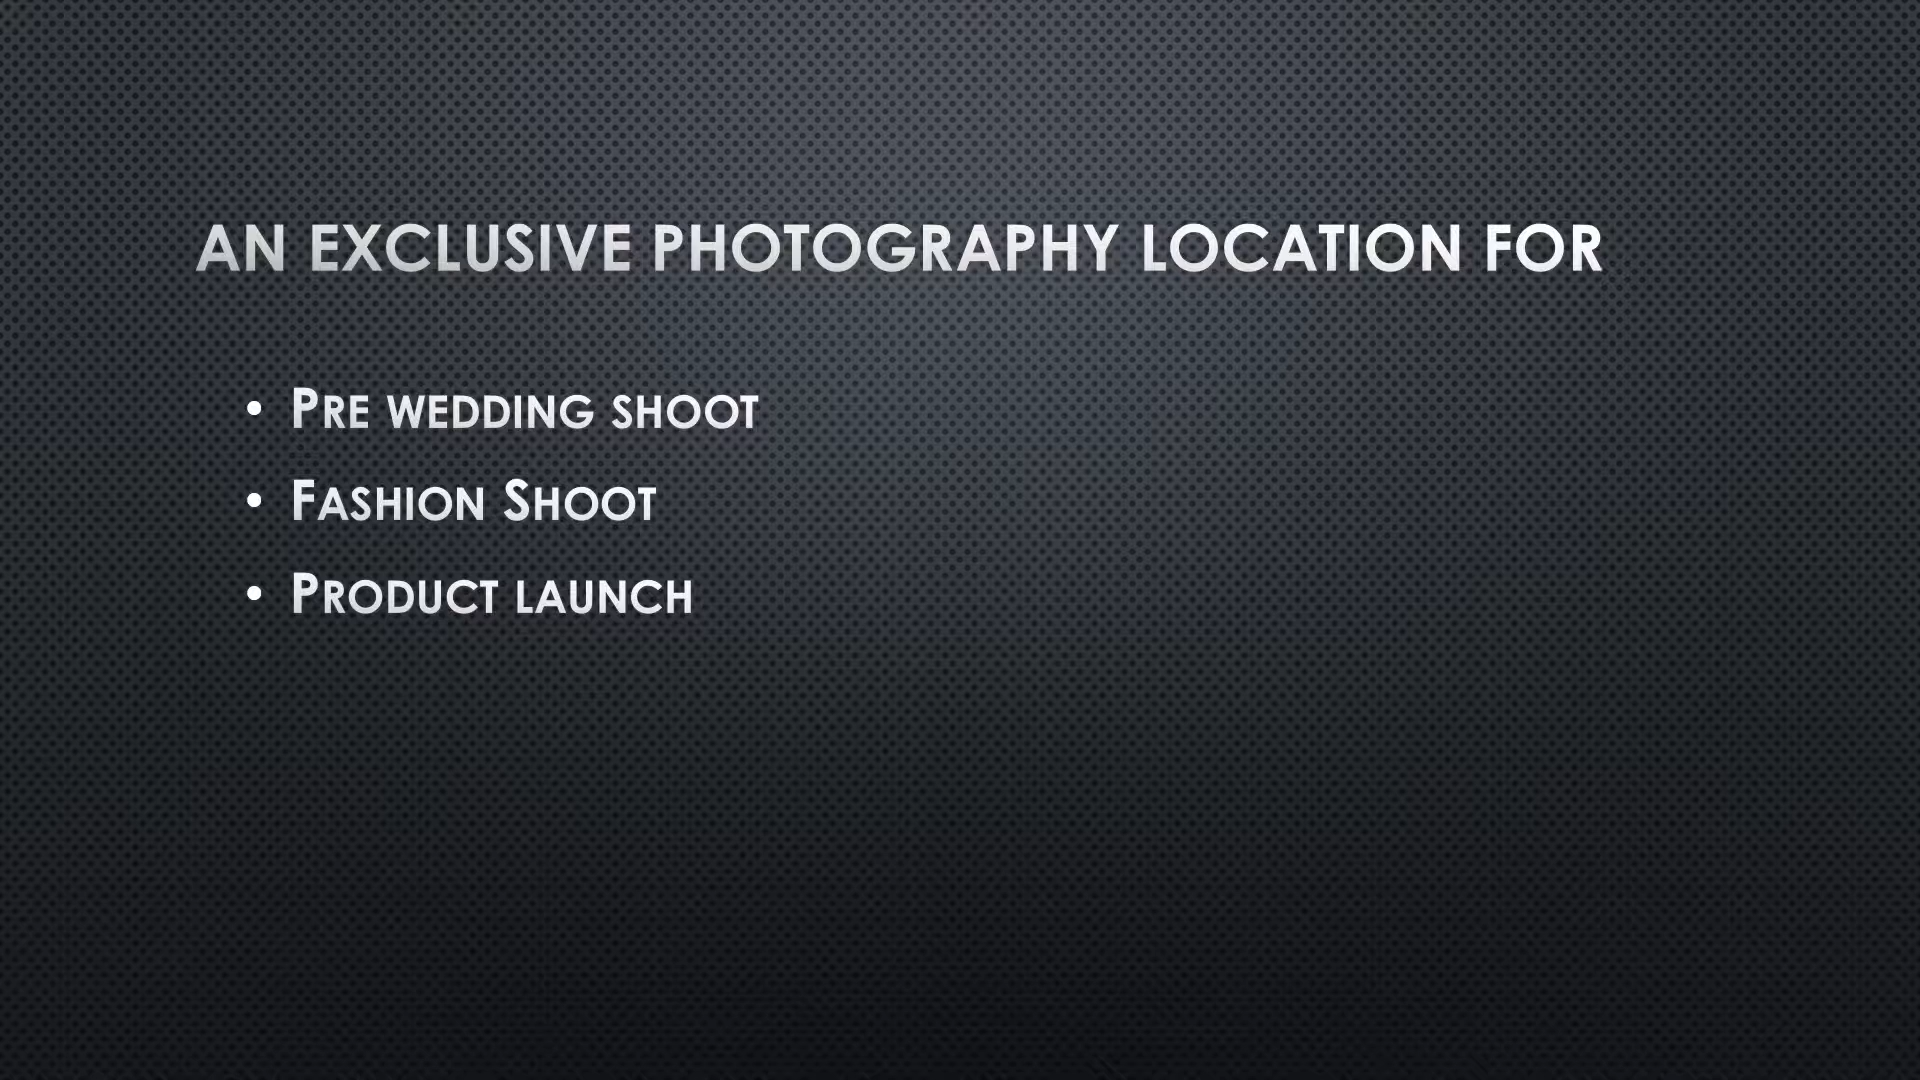 AN EXCLUSIVE PHOTOGRAPHY LOCATION FOR
• PRE WEDDING SHOOT
• FASHION SHOOT
• PRODUCT LAUNCH